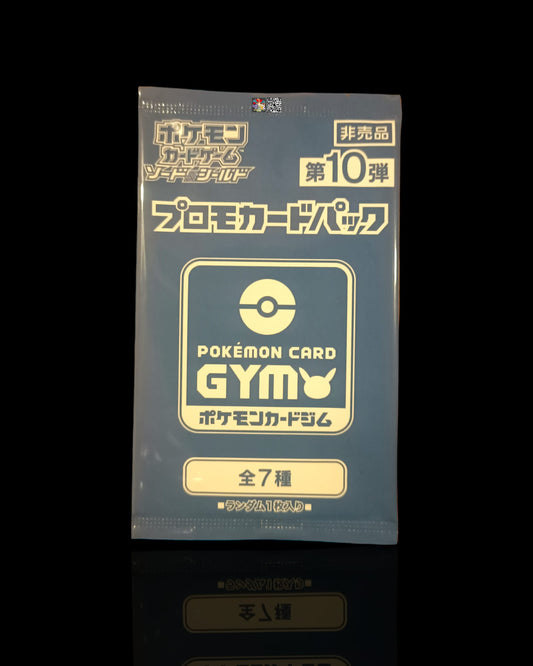 ポケモン
カードゲーム
ソード&シールド
非売品
第10弾
プロモカードパック
POKÉMON CARD
GYM
ポケモンカードジム
全7種
■ランダム1枚入り■